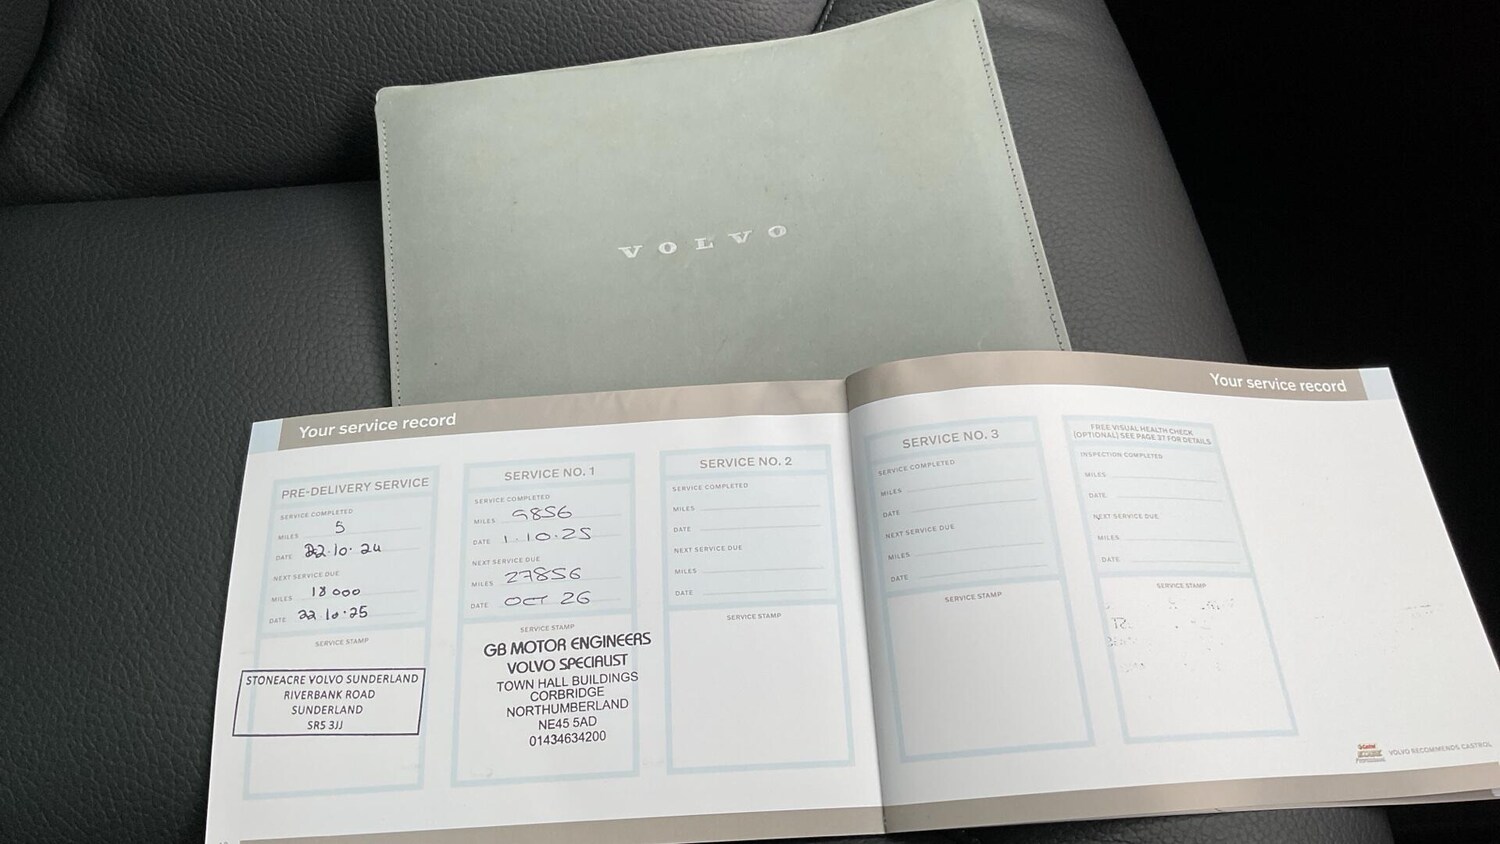 VOLVO
Your service record
PRE-DELIVERY SERVICE
SERVICE COMPLETED
MILES 5
DATE 22.10.24
NEXT SERVICE DUE
MILES 18000
DATE 22.10.25
SERVICE STAMP
STONEACRE VOLVO SUNDERLAND
RIVERBANK ROAD
SUNDERLAND
SR5 3JJ
SERVICE NO. 1
SERVICE COMPLETED
MILES 9856
DATE 1.10.25
NEXT SERVICE DUE
MILES 27856
DATE OCT 26
SERVICE STAMP
GB MOTOR ENGINEERS
VOLVO SPECIALIST
TOWN HALL BUILDINGS
CORBRIDGE
NORTHUMBERLAND
NE45 5AD
01434634200
SERVICE NO. 2
SERVICE COMPLETED
MILES
DATE
NEXT SERVICE DUE
MILES
DATE
SERVICE STAMP
Your service record
SERVICE NO. 3
SERVICE COMPLETED
MILES
DATE
NEXT SERVICE DUE
MILES
DATE
SERVICE STAMP
FREE VISUAL HEALTH CHECK
(OPTIONAL) SEE PAGE 27 FOR DETAILS
INSPECTION COMPLETED
MILES
DATE
NEXT SERVICE DUE
MILES
DATE
SERVICE STAMP
Castrol
EDGE
Professional
VOLVO RECOMMENDS CASTROL